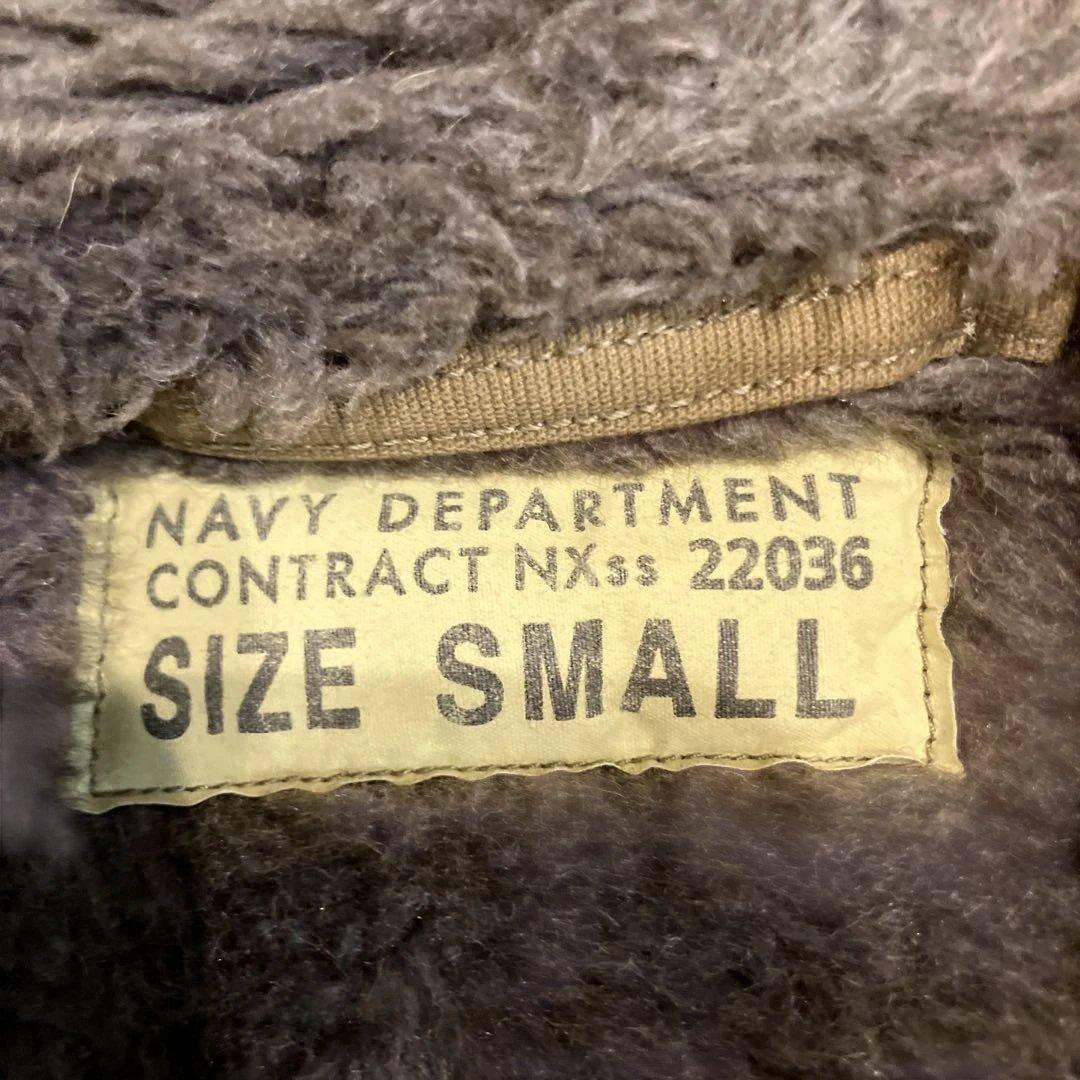 NAVY DEPARTMENT
CONTRACT NXss 22036
SIZE SMALL